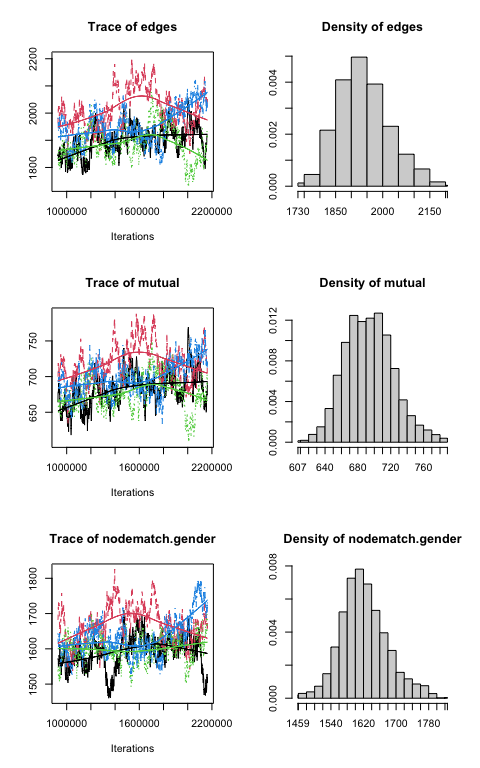 Trace of edges
Density of edges
2200
2000
1800
1000000 1600000 2200000
Iterations
0.004
0.002
0.000
1730 1850 2000 2150
Trace of mutual
Density of mutual
750
700
650
1000000 1600000 2200000
Iterations
0.012
0.008
0.004
0.000
607 640 680 720 760
Trace of nodematch.gender
Density of nodematch.gender
1800
1700
1600
1500
1000000 1600000 2200000
Iterations
0.008
0.004
0.000
1459 1540 1620 1700 1780